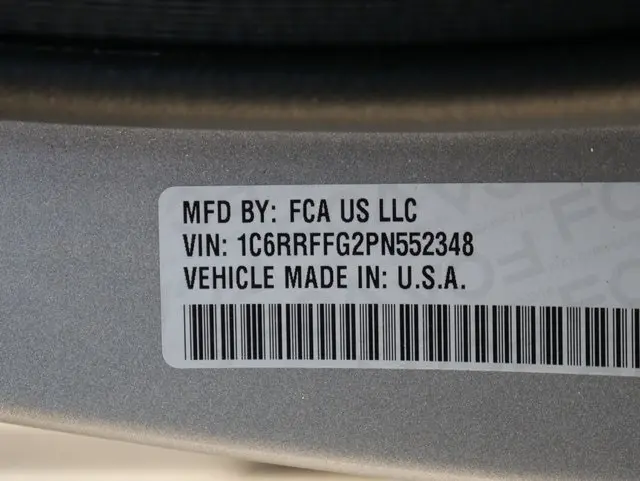 MFD BY: FCA US LLC
VIN: 1C6RRFFG2PN552348
VEHICLE MADE IN: U.S.A.